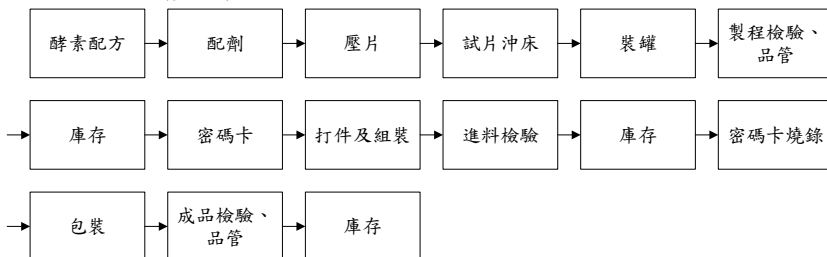 酵素配方
配劑
壓片
試片沖床
裝罐
製程檢驗、
品管
庫存
密碼卡
打件及組裝
進料檢驗
庫存
密碼卡燒錄
包裝
成品檢驗、
品管
庫存